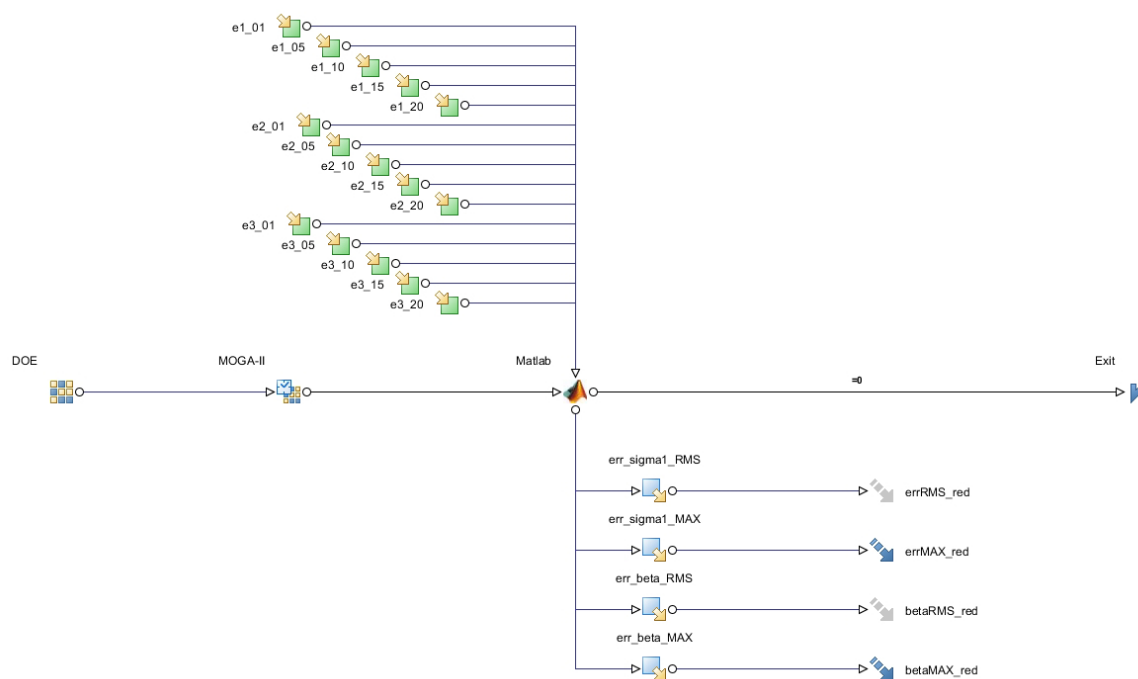 e1_01
e1_05
e1_10
e1_15
e1_20
e2_01
e2_05
e2_10
e2_15
e2_20
e3_01
e3_05
e3_10
e3_15
e3_20
DOE
MOGA-II
Matlab
=0
Exit
err_sigma1_RMS
errRMS_red
err_sigma1_MAX
errMAX_red
err_beta_RMS
betaRMS_red
err_beta_MAX
betaMAX_red